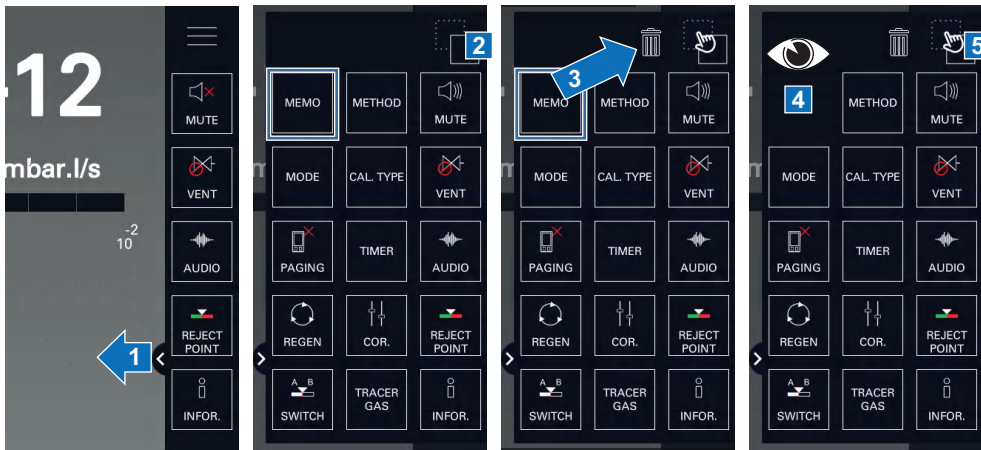 12
mbar.l/s
-2
10
MUTE
VENT
AUDIO
REJECT
POINT
INFOR.
1
2
MEMO METHOD MUTE
MODE CAL. TYPE VENT
PAGING TIMER AUDIO
REGEN COR. REJECT
POINT
A B
SWITCH TRACER
GAS INFOR.
3
MEMO METHOD MUTE
MODE CAL. TYPE VENT
PAGING TIMER AUDIO
REGEN COR. REJECT
POINT
A B
SWITCH TRACER
GAS INFOR.
5
4
METHOD MUTE
MODE CAL. TYPE VENT
PAGING TIMER AUDIO
REGEN COR. REJECT
POINT
A B
SWITCH TRACER
GAS INFOR.